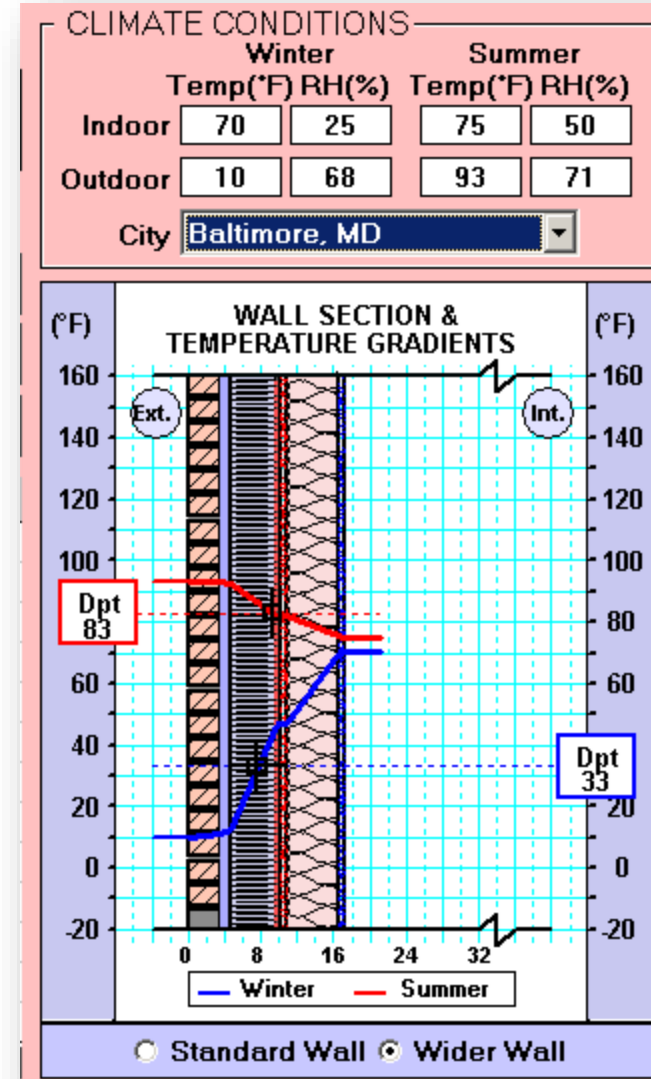 CLIMATE CONDITIONS
Winter Summer
Temp(°F) RH(%) Temp(°F) RH(%)
Indoor 70 25 75 50
Outdoor 10 68 93 71
City Baltimore, MD
WALL SECTION &
TEMPERATURE GRADIENTS
(°F) (°F)
160 160
Ext. Int.
140 140
120 120
100 100
Dpt
83
80
60 60
40 40
Dpt
33
20 20
0 0
-20 -20
0 8 16 24 32
Winter Summer
Standard Wall Wider Wall